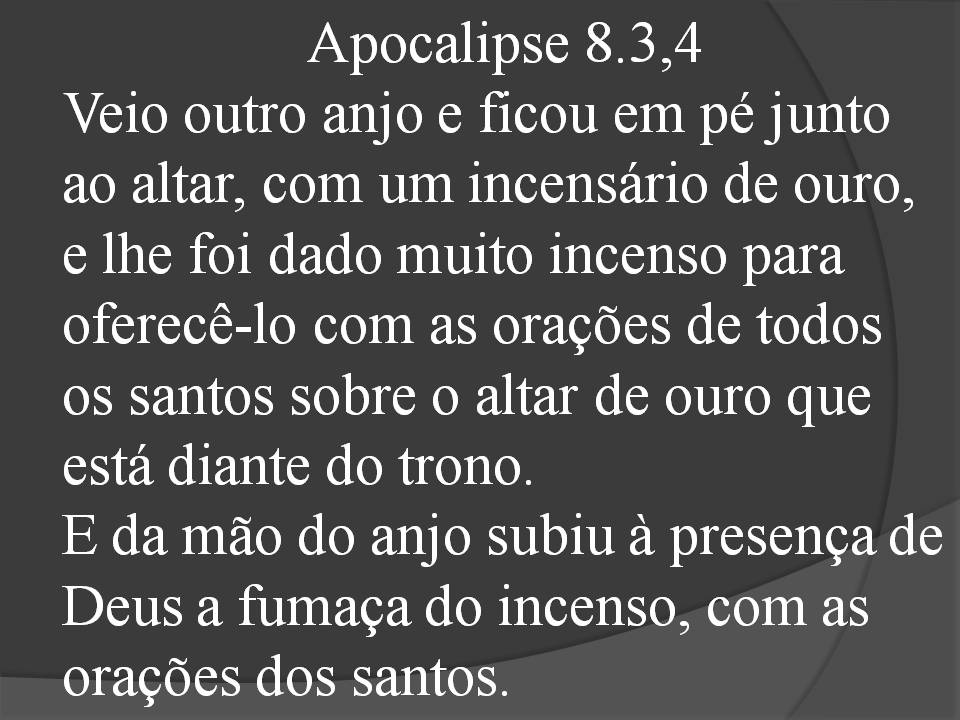 Apocalipse 8.3,4
Veio outro anjo e ficou em pé junto
ao altar, com um incensário de ouro,
e lhe foi dado muito incenso para
oferecê-lo com as orações de todos
os santos sobre o altar de ouro que
está diante do trono.
E da mão do anjo subiu à presença de
Deus a fumaça do incenso, com as
orações dos santos.